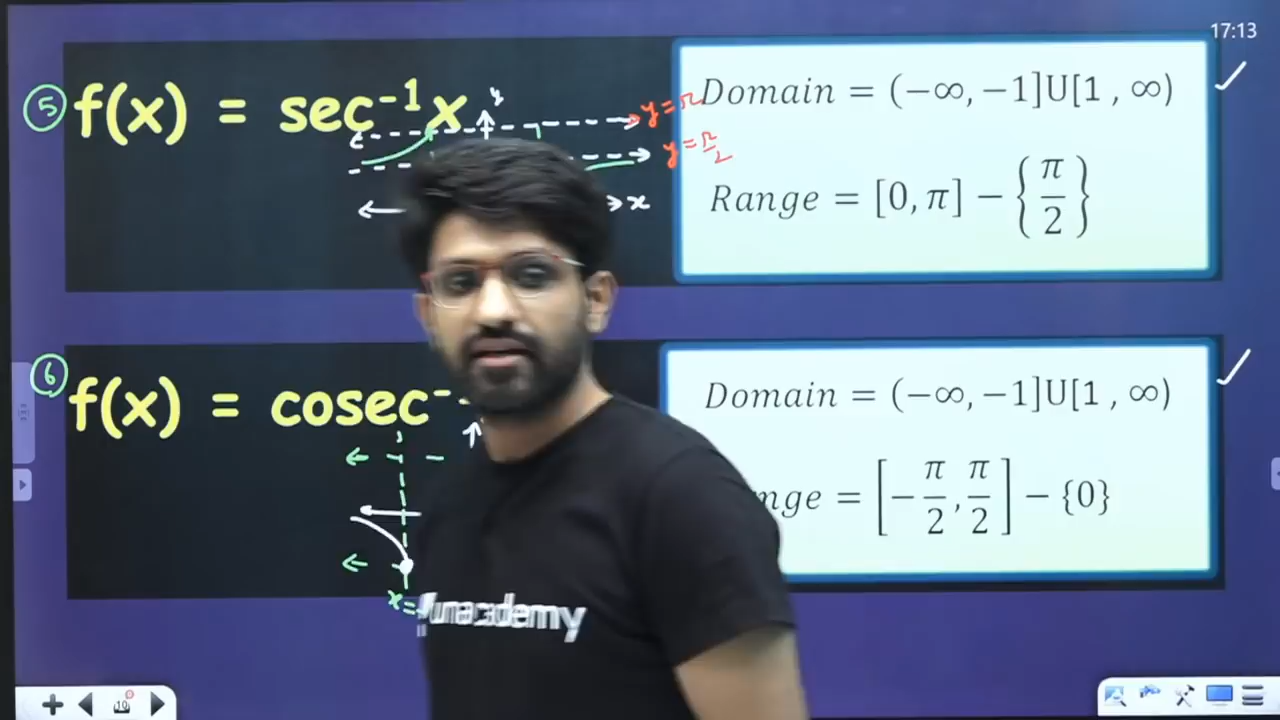 17:13
5 f(x) = sec⁻¹x
y
y = π
y = π/2
x
Domain = (−∞, −1]U[1 , ∞)
Range = [0, π] − {π/2}
6 f(x) = cosec⁻
Domain = (−∞, −1]U[1 , ∞)
nge = [−π/2, π/2] − {0}
x =
unacademy
10